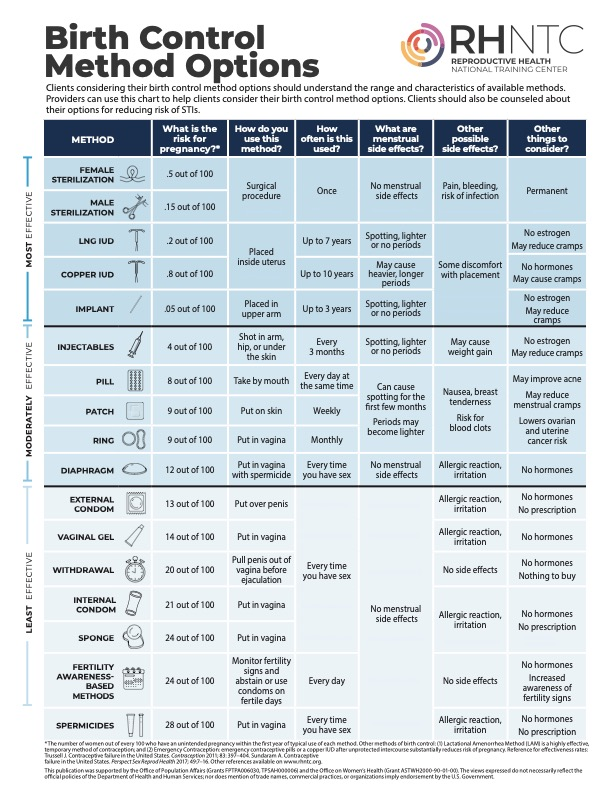 Birth Control
Method Options
RHNTC
REPRODUCTIVE HEALTH
NATIONAL TRAINING CENTER
Clients considering their birth control method options should understand the range and characteristics of available methods.
Providers can use this chart to help clients consider their birth control method options. Clients should also be counseled about
their options for reducing risk of STIs.
METHOD
What is the
risk for
pregnancy?*
How do you
use this
method?
How
often is this
used?
What are
menstrual
side effects?
Other
possible
side effects?
Other
things to
consider?
MOST EFFECTIVE
FEMALE
STERILIZATION
.5 out of 100
Surgical
procedure
Once
No menstrual
side effects
Pain, bleeding,
risk of infection
Permanent
MALE
STERILIZATION
.15 out of 100
LNG IUD
.2 out of 100
Placed
inside uterus
Up to 7 years
Spotting, lighter
or no periods
Some discomfort
with placement
No estrogen
May reduce cramps
COPPER IUD
.8 out of 100
Up to 10 years
May cause
heavier, longer
periods
No hormones
May cause cramps
IMPLANT
.05 out of 100
Placed in
upper arm
Up to 3 years
Spotting, lighter
or no periods
No estrogen
May reduce
cramps
MODERATELY EFFECTIVE
INJECTABLES
4 out of 100
Shot in arm,
hip, or under
the skin
Every
3 months
Spotting, lighter
or no periods
May cause
weight gain
No estrogen
May reduce cramps
PILL
8 out of 100
Take by mouth
Every day at
the same time
Can cause
spotting for the
first few months
Periods may
become lighter
Nausea, breast
tenderness
Risk for
blood clots
May improve acne
May reduce
menstrual cramps
Lowers ovarian
and uterine
cancer risk
PATCH
9 out of 100
Put on skin
Weekly
RING
9 out of 100
Put in vagina
Monthly
DIAPHRAGM
12 out of 100
Put in vagina
with spermicide
Every time
you have sex
No menstrual
side effects
Allergic reaction,
irritation
No hormones
LEAST EFFECTIVE
EXTERNAL
CONDOM
13 out of 100
Put over penis
Every time
you have sex
No menstrual
side effects
Allergic reaction,
irritation
No hormones
No prescription
VAGINAL GEL
14 out of 100
Put in vagina
Allergic reaction,
irritation
No hormones
WITHDRAWAL
20 out of 100
Pull penis out of
vagina before
ejaculation
No side effects
No hormones
Nothing to buy
INTERNAL
CONDOM
21 out of 100
Put in vagina
Allergic reaction,
irritation
No hormones
No prescription
SPONGE
24 out of 100
Put in vagina
FERTILITY
AWARENESS-
BASED
METHODS
24 out of 100
Monitor fertility
signs and
abstain or use
condoms on
fertile days
Every day
No side effects
No hormones
Increased
awareness of
fertility signs
SPERMICIDES
28 out of 100
Put in vagina
Every time
you have sex
Allergic reaction,
irritation
No hormones
No prescription
*The number of women out of every 100 who have an unintended pregnancy within the first year of typical use of each method. Other methods of birth control: (1) Lactational Amenorrhea Method (LAM) is a highly effective,
temporary method of contraception; and (2) Emergency Contraception: emergency contraceptive pills or a copper IUD after unprotected intercourse substantially reduces risk of pregnancy. Reference for effectiveness rates:
Trussell J. Contraceptive failure in the United States. Contraception 2011; 83: 397–404. Sundaram A. Contraceptive
failure in the United States. Perspect Sex Reprod Health 2017; 49:7–16. Other references available on www.rhntc.org.
This publication was supported by the Office of Population Affairs (Grants FPTPA006030, TPSAH000006) and the Office on Women's Health (Grant ASTWH2000-90-01-00). The views expressed do not necessarily reflect the
official policies of the Department of Health and Human Services; nor does mention of trade names, commercial practices, or organizations imply endorsement by the U.S. Government.